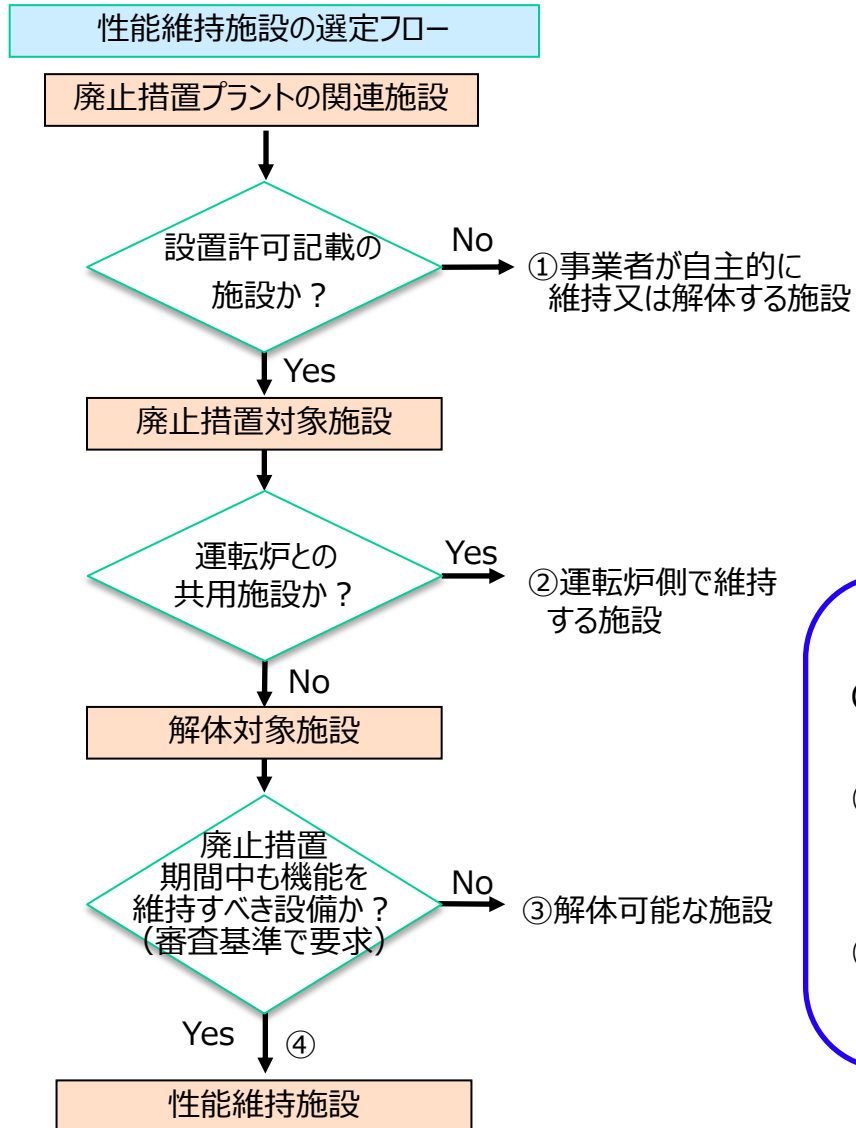 性能維持施設の選定フロー
廃止措置プラントの関連施設
設置許可記載の
施設か？
No
①事業者が自主的に
維持又は解体する施設
Yes
廃止措置対象施設
運転炉との
共用施設か？
Yes
②運転炉側で維持
する施設
No
解体対象施設
廃止措置
期間中も機能を
維持すべき設備か？
（審査基準で要求）
No
③解体可能な施設
Yes
④
性能維持施設